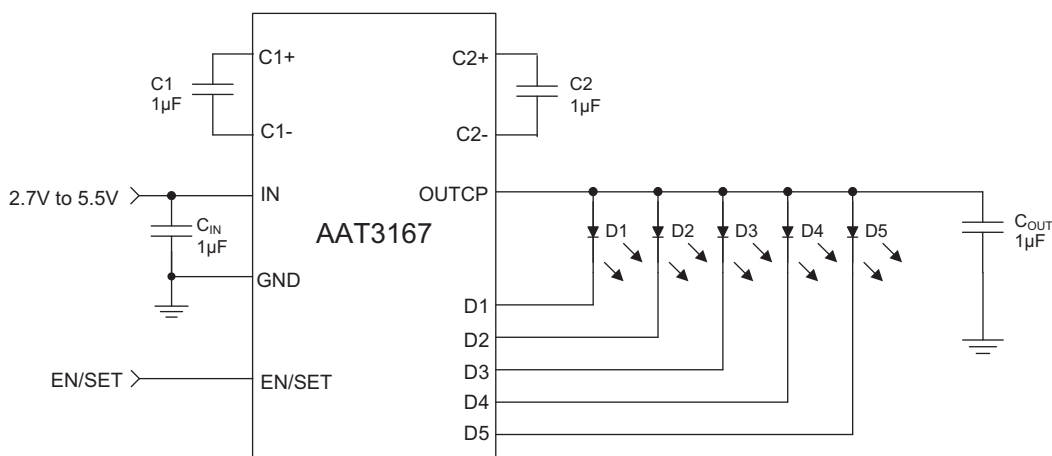 C1+
C2+
C1
1µF
C2
1µF
C1-
C2-
2.7V to 5.5V
IN
OUTCP
CIN
1µF
AAT3167
D1
D2
D3
D4
D5
COUT
1µF
GND
D1
D2
D3
D4
D5
EN/SET
EN/SET